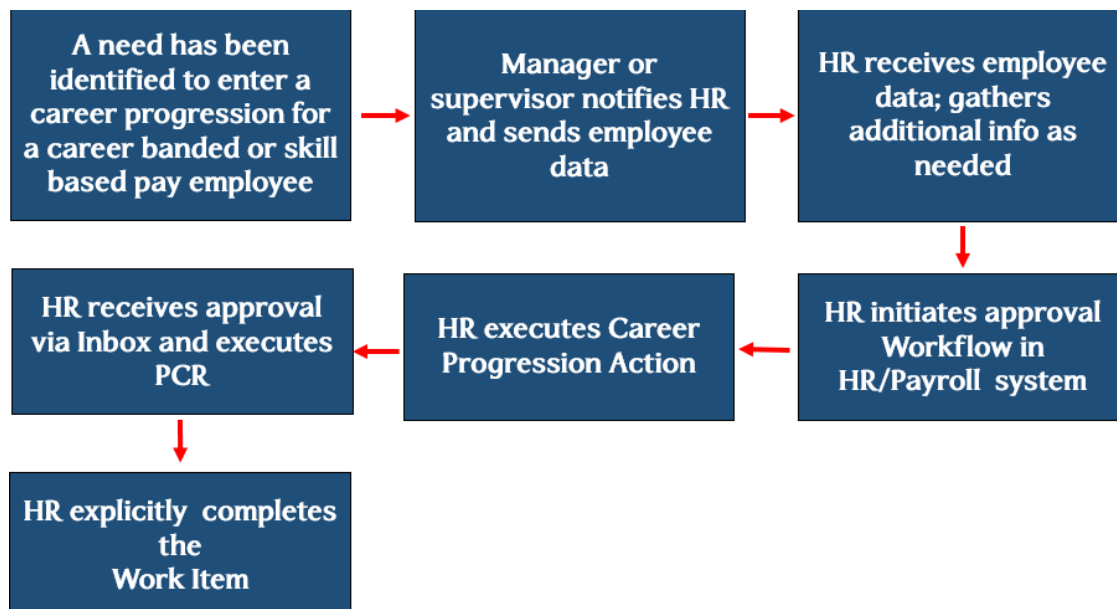 A need has been
identified to enter a
career progression for
a career banded or skill
based pay employee
Manager or
supervisor notifies HR
and sends employee
data
HR receives employee
data; gathers
additional info as
needed
HR initiates approval
Workflow in
HR/Payroll system
HR executes Career
Progression Action
HR receives approval
via Inbox and executes
PCR
HR explicitly completes
the
Work Item